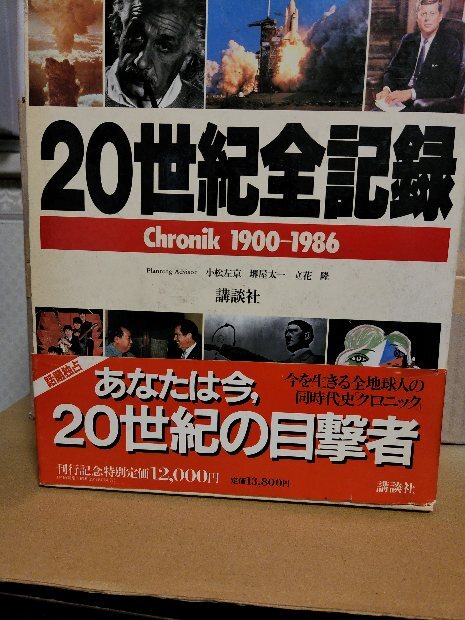 20世紀全記録
Chronik 1900-1986
Planning Advisor 小松左京 堺屋太一 立花 隆
講談社
話題独占
あなたは今,
20世紀の目撃者
今を生きる全地球人の
同時代史クロニック
刊行記念特別定価12,000円
定価13,800円
講談社